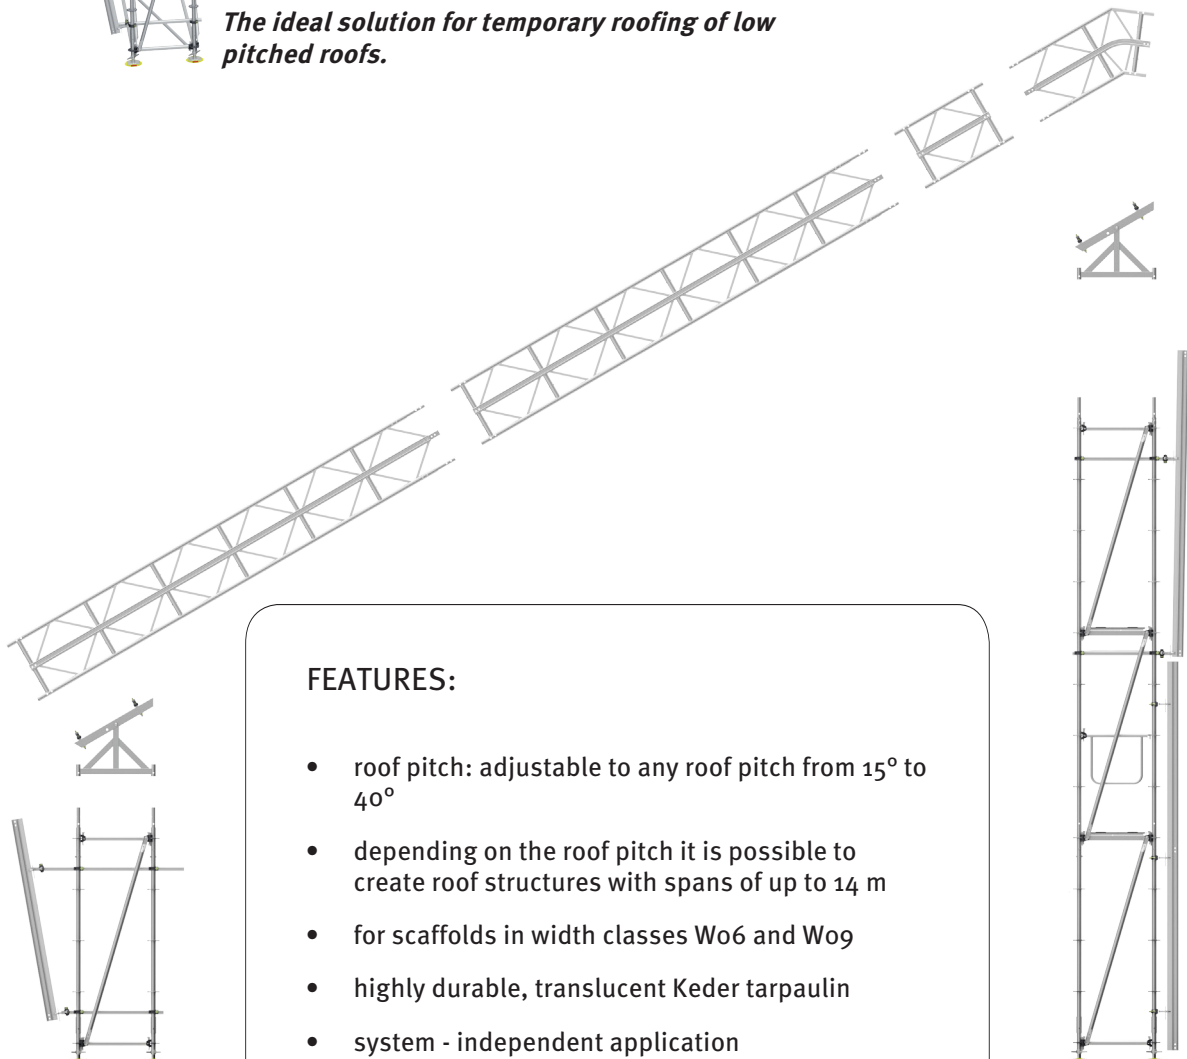 The ideal solution for temporary roofing of low
pitched roofs.
FEATURES:
• roof pitch: adjustable to any roof pitch from 15° to
40°
• depending on the roof pitch it is possible to
create roof structures with spans of up to 14 m
• for scaffolds in width classes W06 and W09
• highly durable, translucent Keder tarpaulin
• system - independent application